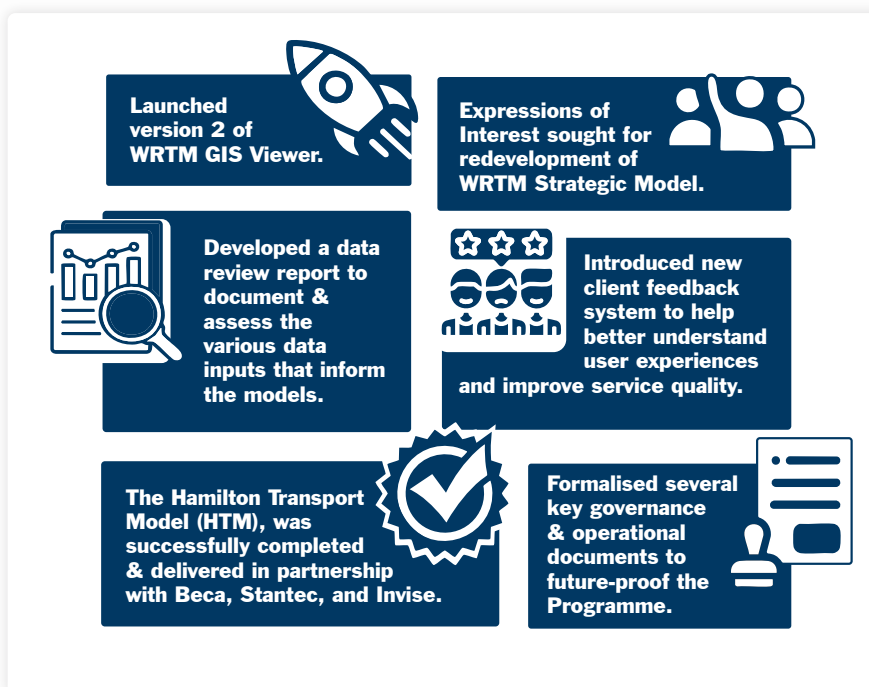 Launched
version 2 of
WRTM GIS Viewer.
Expressions of
Interest sought for
redevelopment of
WRTM Strategic Model.
Developed a data
review report to
document &
assess the
various data
inputs that inform
the models.
Introduced new
client feedback
system to help
better understand
user experiences
and improve service quality.
The Hamilton Transport
Model (HTM), was
successfully completed
& delivered in partnership
with Beca, Stantec, and Invise.
Formalised several
key governance
& operational
documents to
future-proof the
Programme.